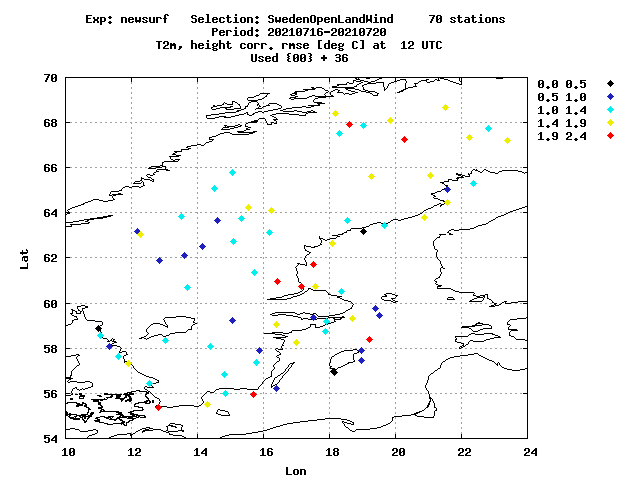 Exp: newsurf Selection: SwedenOpenLandWind 70 stations
Period: 20210716-20210720
T2m, height corr. rmse [deg C] at 12 UTC
Used {00} + 36
70
68
66
64
62
60
58
56
54
Lat
10 12 14 16 18 20 22 24
Lon
0.0 0.5
0.5 1.0
1.0 1.4
1.4 1.9
1.9 2.4